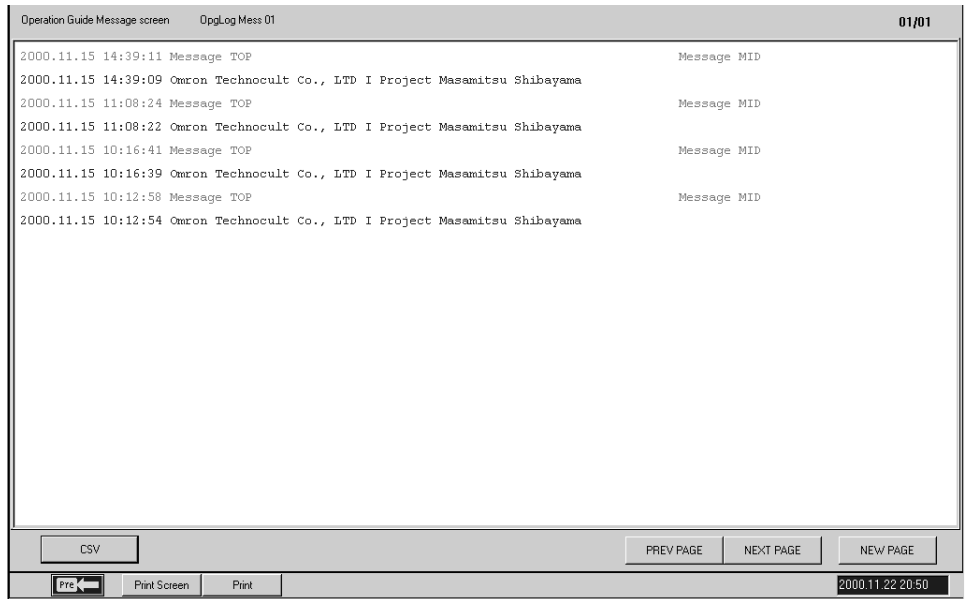 Operation Guide Message screen OpgLog Mess 01 01/01
2000.11.15 14:39:11 Message TOP Message MID
2000.11.15 14:39:09 Omron Technocult Co., LTD I Project Masamitsu Shibayama
2000.11.15 11:08:24 Message TOP Message MID
2000.11.15 11:08:22 Omron Technocult Co., LTD I Project Masamitsu Shibayama
2000.11.15 10:16:41 Message TOP Message MID
2000.11.15 10:16:39 Omron Technocult Co., LTD I Project Masamitsu Shibayama
2000.11.15 10:12:58 Message TOP Message MID
2000.11.15 10:12:54 Omron Technocult Co., LTD I Project Masamitsu Shibayama
CSV PREV PAGE NEXT PAGE NEW PAGE
Pre Print Screen Print 2000.11.22 20:50